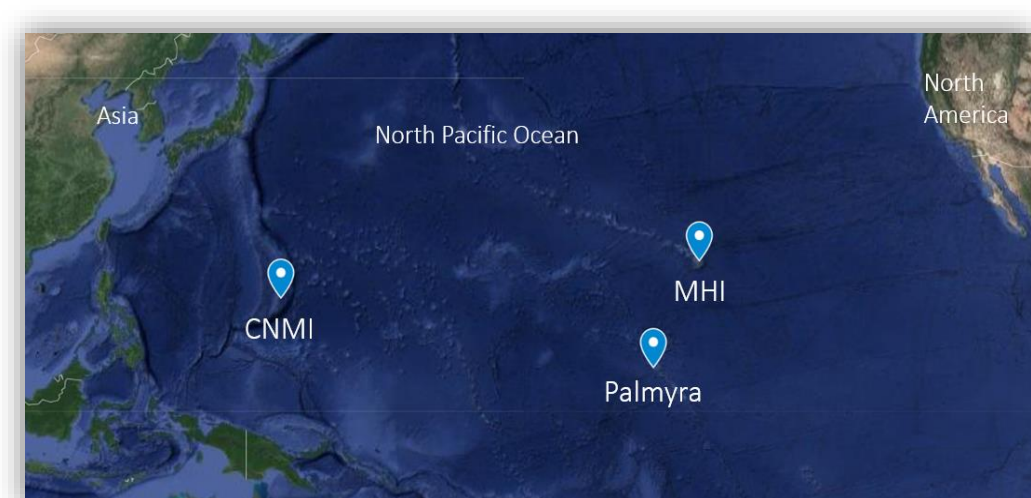 North
America
Asia
North Pacific Ocean
MHI
CNMI
Palmyra